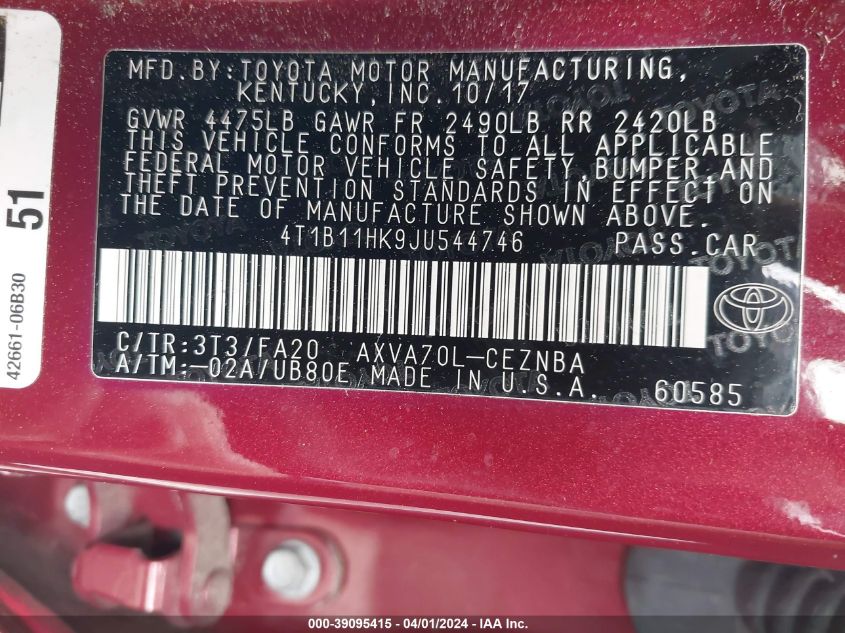 MFD. BY: TOYOTA MOTOR MANUFACTURING,
KENTUCKY, INC. 10/17
GVWR 4475LB GAWR FR 2490LB RR 2420LB
THIS VEHICLE CONFORMS TO ALL APPLICABLE
FEDERAL MOTOR VEHICLE SAFETY, BUMPER, AND
THEFT PREVENTION STANDARDS IN EFFECT ON
THE DATE OF MANUFACTURE SHOWN ABOVE.
4T1B11HK9JU544746 PASS.CAR
C/TR:3T3/FA20 AXVA70L-CEZNBA
A/TM:-02A/UB80E MADE IN U.S.A. 60585
42661-06B30
51
000-39095415 - 04/01/2024 - IAA Inc.